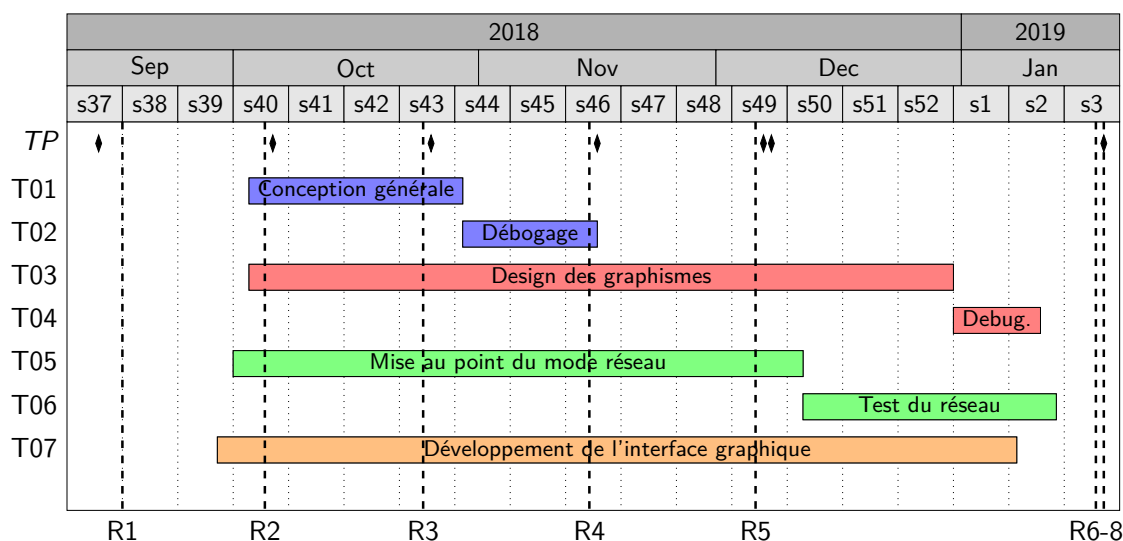 2018 2019
Sep Oct Nov Dec Jan
s37 s38 s39 s40 s41 s42 s43 s44 s45 s46 s47 s48 s49 s50 s51 s52 s1 s2 s3
TP
T01 Conception générale
T02 Débogage
T03 Design des graphismes
T04 Debug.
T05 Mise au point du mode réseau
T06 Test du réseau
T07 Développement de l'interface graphique
R1 R2 R3 R4 R5 R6-8